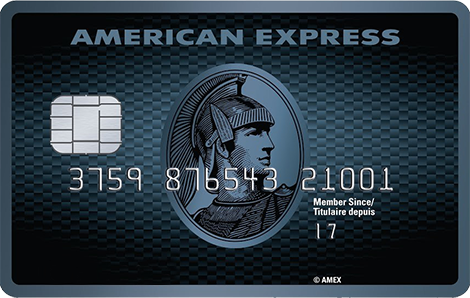 AMERICAN EXPRESS
3759 876543 21001
Member Since/
Titulaire depuis
17
© AMEX